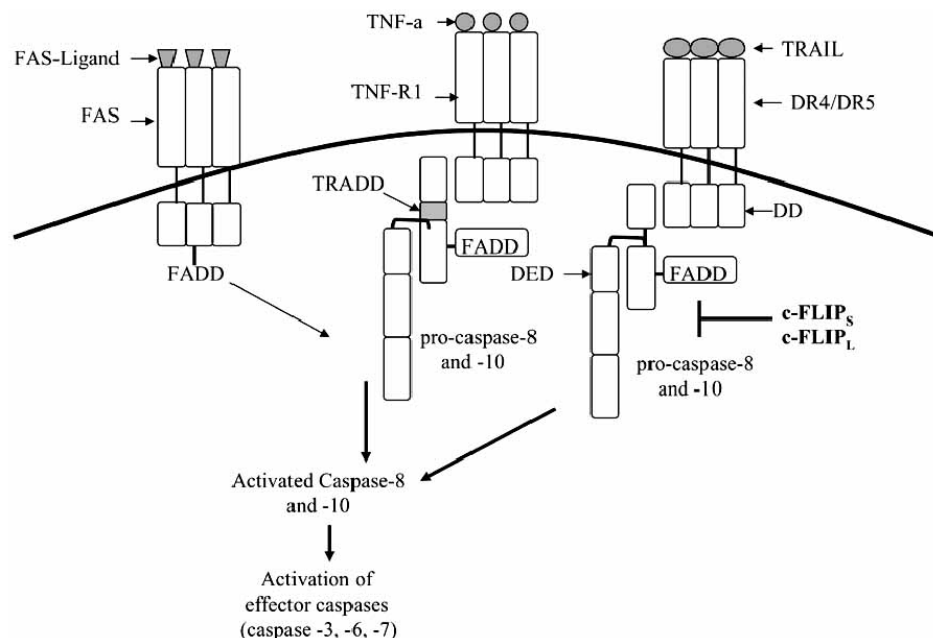 FAS-Ligand
FAS
TNF-a
TNF-R1
TRAIL
DR4/DR5
TRADD
DD
FADD
FADD
DED
FADD
c-FLIPS
c-FLIPL
pro-caspase-8
and -10
pro-caspase-8
and -10
Activated Caspase-8
and -10
Activation of
effector caspases
(caspase -3, -6, -7)